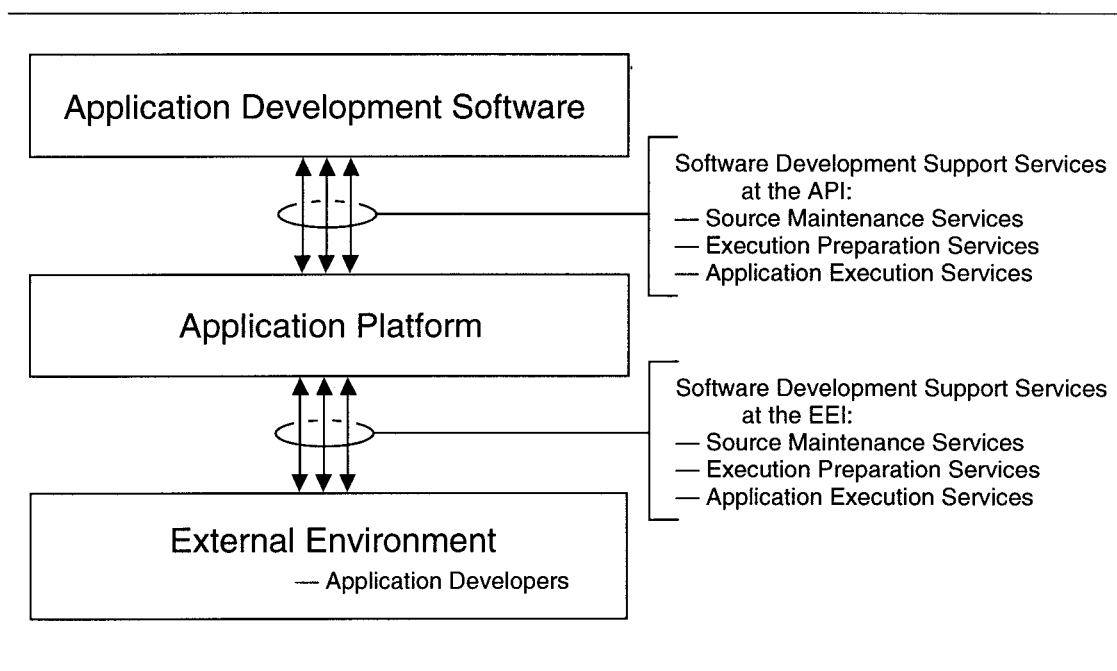 Application Development Software
Software Development Support Services
at the API:
— Source Maintenance Services
— Execution Preparation Services
— Application Execution Services
Application Platform
Software Development Support Services
at the EEI:
— Source Maintenance Services
— Execution Preparation Services
— Application Execution Services
External Environment
— Application Developers